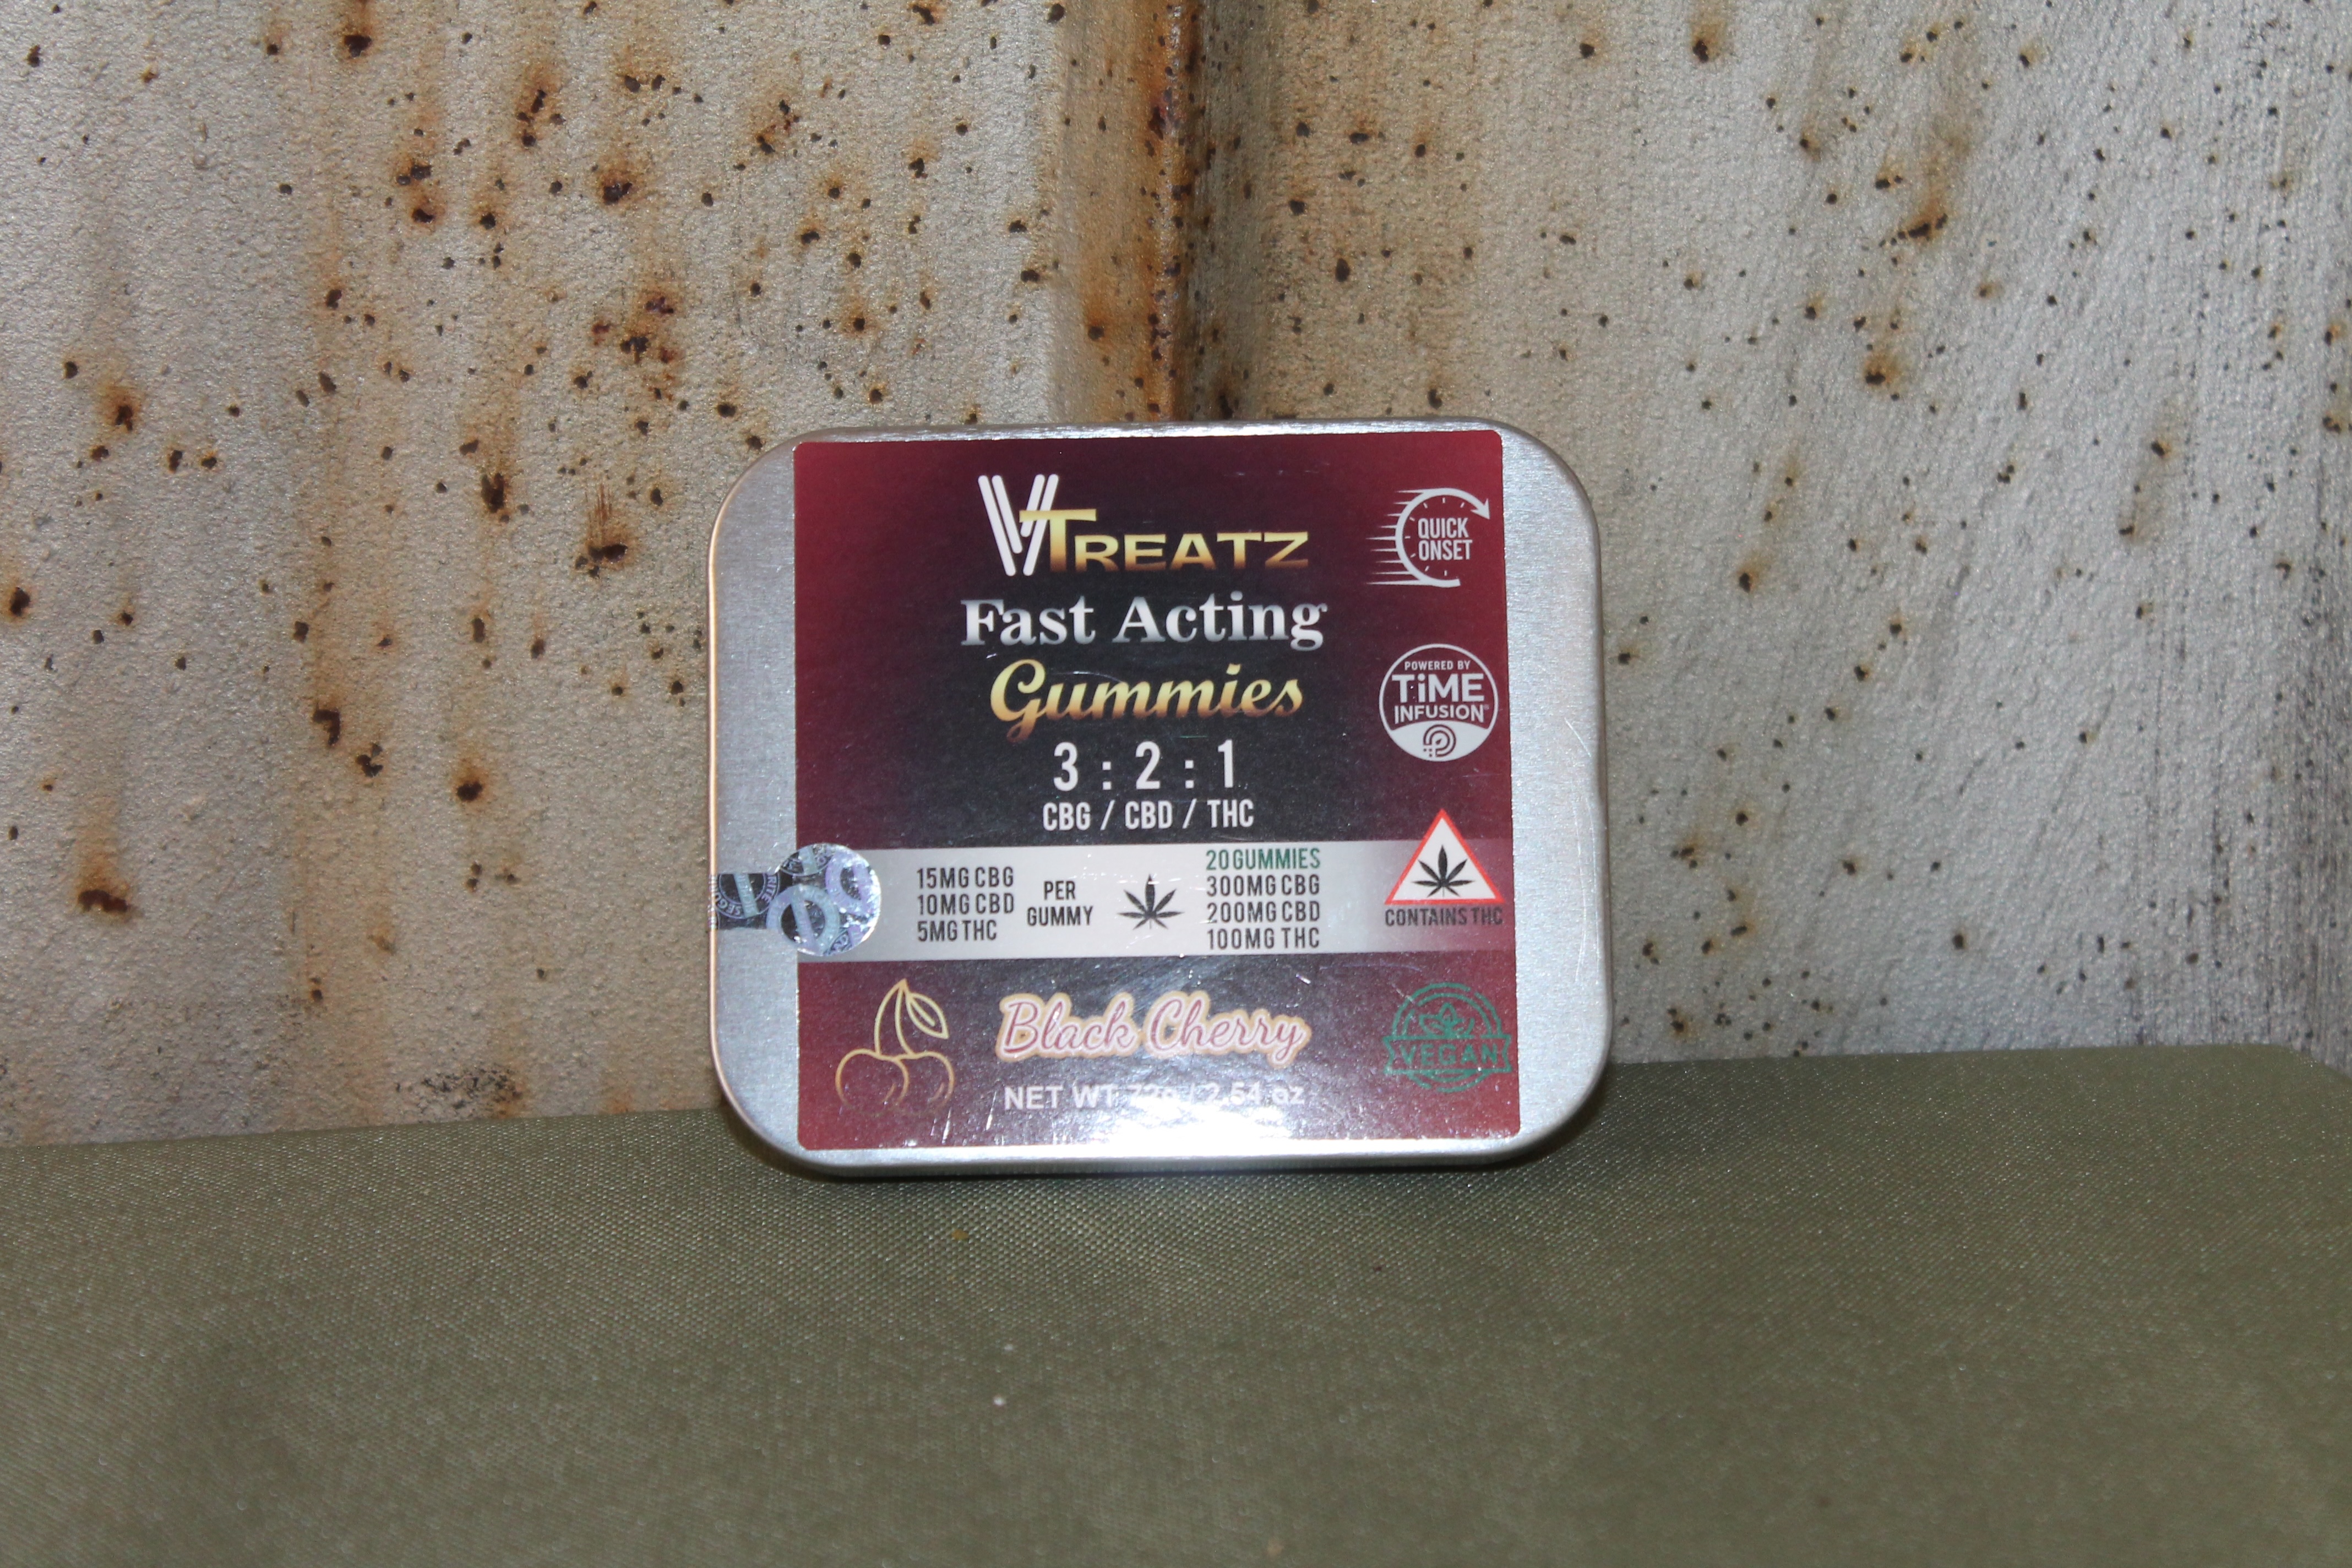 VTREATZ
Fast Acting
Gummies
3 : 2 : 1
CBG / CBD / THC
QUICK
ONSET
POWERED BY
TiME
INFUSION
15MG CBG
10MG CBD
5MG THC
PER
GUMMY
20 GUMMIES
300MG CBG
200MG CBD
100MG THC
CONTAINS THC
Black Cherry
NET WT 72g / 2.54 oz
VEGAN